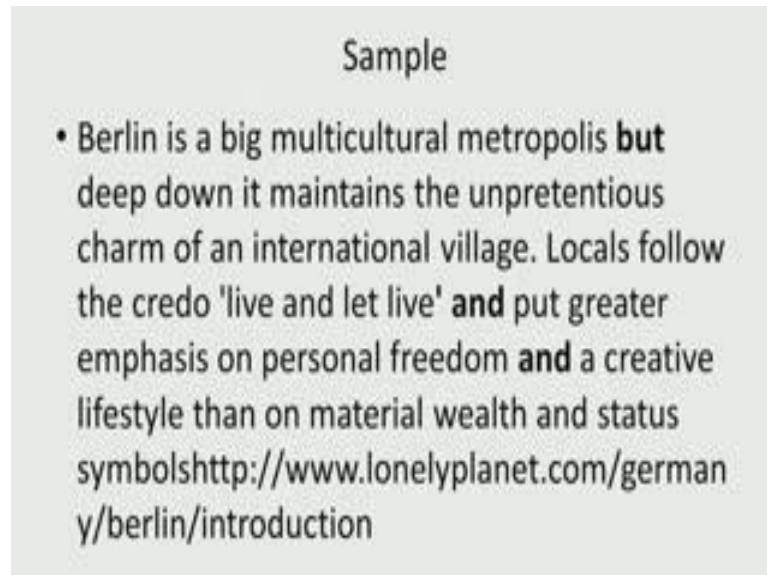 Sample
• Berlin is a big multicultural metropolis but
deep down it maintains the unpretentious
charm of an international village. Locals follow
the credo 'live and let live' and put greater
emphasis on personal freedom and a creative
lifestyle than on material wealth and status
symbolshttp://www.lonelyplanet.com/german
y/berlin/introduction